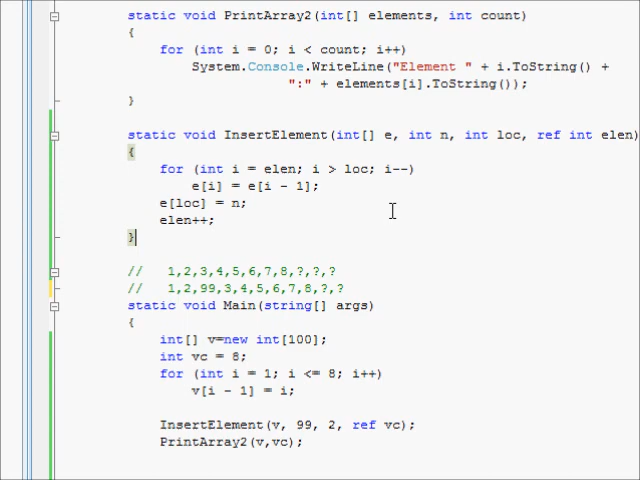 static void PrintArray2(int[] elements, int count)
{
for (int i = 0; i < count; i++)
System.Console.WriteLine("Element " + i.ToString() +
":" + elements[i].ToString());
}
static void InsertElement(int[] e, int n, int loc, ref int elen)
{
for (int i = elen; i > loc; i--)
e[i] = e[i - 1];
e[loc] = n;
elen++;
}
// 1,2,3,4,5,6,7,8,?,?,?
// 1,2,99,3,4,5,6,7,8,?,?
static void Main(string[] args)
{
int[] v=new int[100];
int vc = 8;
for (int i = 1; i <= 8; i++)
v[i - 1] = i;
InsertElement(v, 99, 2, ref vc);
PrintArray2(v,vc);